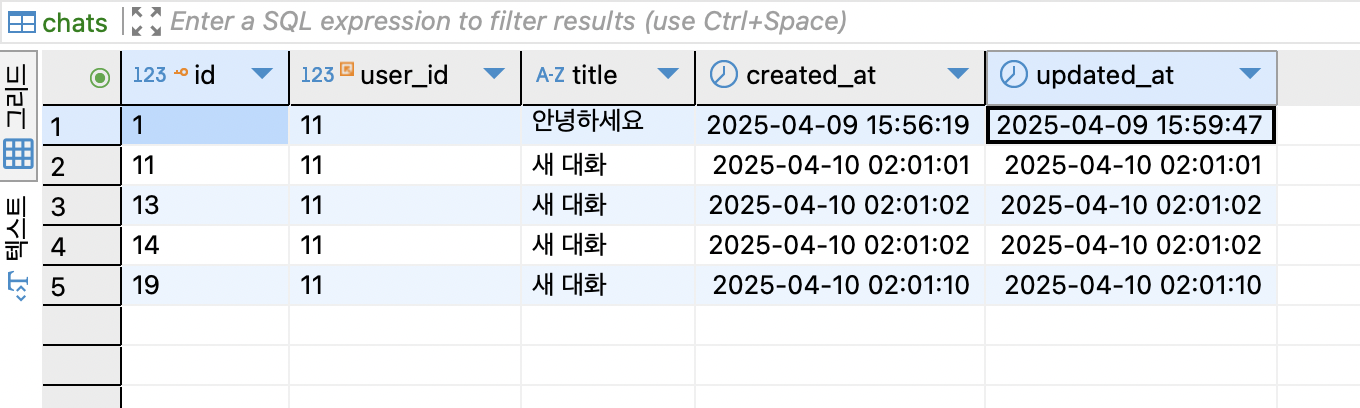 chats Enter a SQL expression to filter results (use Ctrl+Space)
그리드
텍스트
123 id 123 user_id A-Z title created_at updated_at
1 1 11 안녕하세요 2025-04-09 15:56:19 2025-04-09 15:59:47
2 11 11 새 대화 2025-04-10 02:01:01 2025-04-10 02:01:01
3 13 11 새 대화 2025-04-10 02:01:02 2025-04-10 02:01:02
4 14 11 새 대화 2025-04-10 02:01:02 2025-04-10 02:01:02
5 19 11 새 대화 2025-04-10 02:01:10 2025-04-10 02:01:10